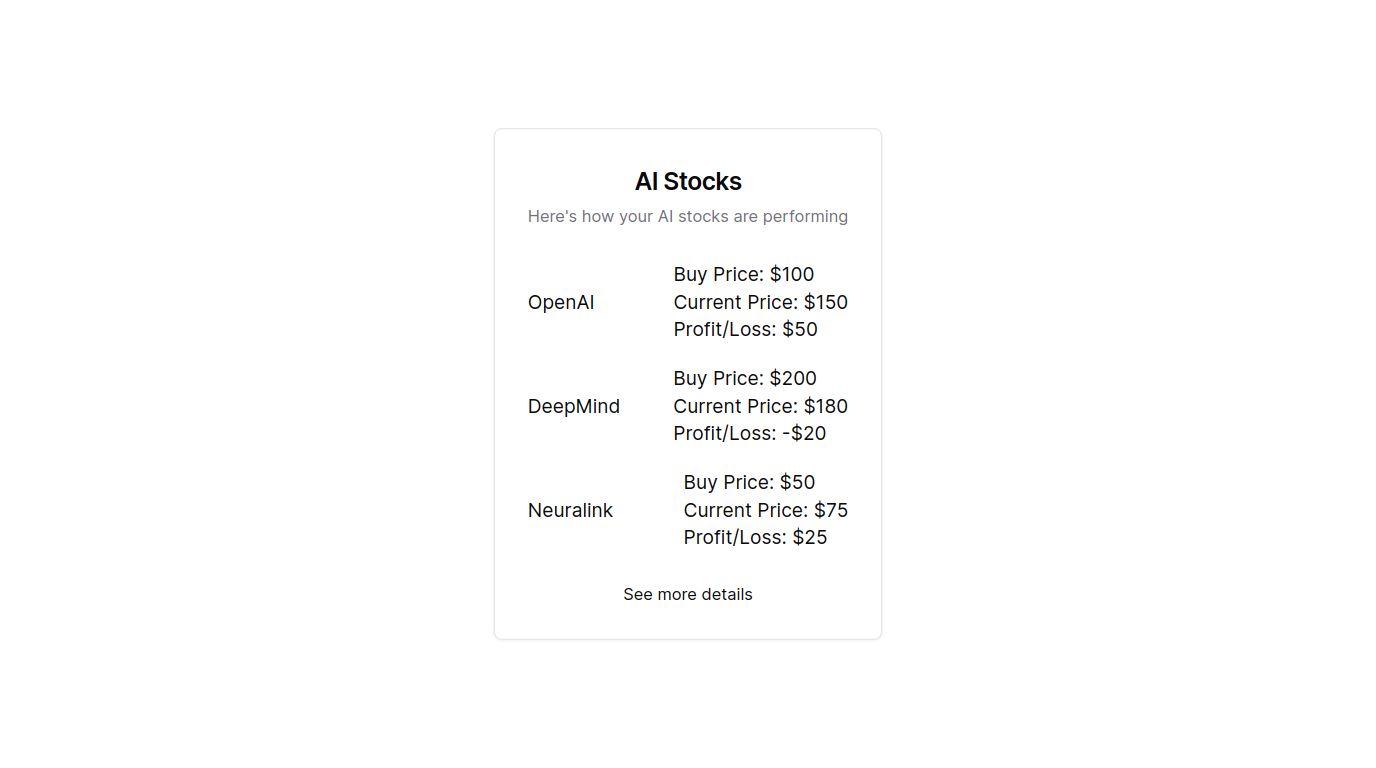 AI Stocks
Here's how your AI stocks are performing
OpenAI
Buy Price: $100
Current Price: $150
Profit/Loss: $50
DeepMind
Buy Price: $200
Current Price: $180
Profit/Loss: -$20
Neuralink
Buy Price: $50
Current Price: $75
Profit/Loss: $25
See more details